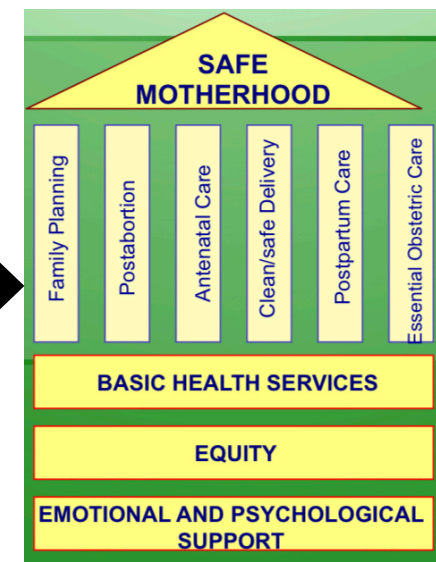 SAFE
MOTHERHOOD
Family Planning
Postabortion
Antenatal Care
Clean/safe Delivery
Postpartum Care
Essential Obstetric Care
BASIC HEALTH SERVICES
EQUITY
EMOTIONAL AND PSYCHOLOGICAL
SUPPORT